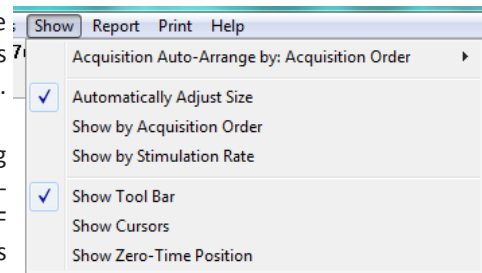 Show Report Print Help
Acquisition Auto-Arrange by: Acquisition Order
Automatically Adjust Size
Show by Acquisition Order
Show by Stimulation Rate
Show Tool Bar
Show Cursors
Show Zero-Time Position